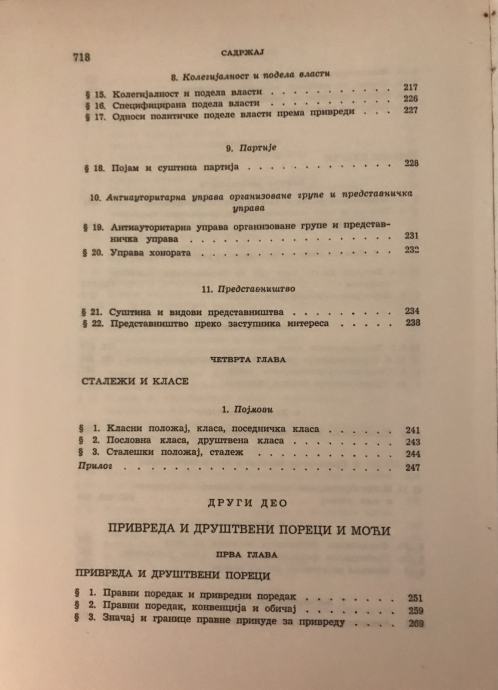 718 САДРЖАЈ
8. Колегијалност и подела власти
§ 15. Колегијалност и подела власти . . . . . . . . . . . 217
§ 16. Специфицирана подела власти . . . . . . . . . . . 226
§ 17. Односи политичке поделе власти према привреди . . . 227
9. Партије
§ 18. Појам и суштина партија . . . . . . . . . . . . . 228
10. Антиауторитарна управа организоване групе и представничка
управа
§ 19. Антиауторитарна управа организоване групе и представ-
ничка управа . . . . . . . . . . . . . . . . . . 231
§ 20. Управа хонората . . . . . . . . . . . . . . . . . 232
11. Представништво
§ 21. Суштина и видови представништва . . . . . . . . . 234
§ 22. Представништво преко заступника интереса . . . . . 238
ЧЕТВРТА ГЛАВА
СТАЛЕЖИ И КЛАСЕ
1. Појмови
§ 1. Класни положај, класа, поседничка класа . . . . . . 241
§ 2. Пословна класа, друштвена класа . . . . . . . . . 243
§ 3. Сталешки положај, сталеж . . . . . . . . . . . . 244
Прилог . . . . . . . . . . . . . . . . . . . . . . 247
ДРУГИ ДЕО
ПРИВРЕДА И ДРУШТВЕНИ ПОРЕЦИ И МОЋИ
ПРВА ГЛАВА
ПРИВРЕДА И ДРУШТВЕНИ ПОРЕЦИ
§ 1. Правни поредак и привредни поредак . . . . . . . . 251
§ 2. Правни поредак, конвенција и обичај . . . . . . . . 259
§ 3. Значај и границе правне принуде за привреду . . . . 269